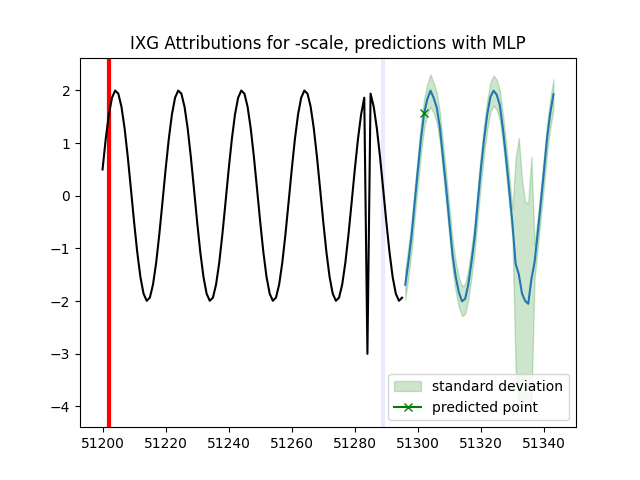 IXG Attributions for -scale, predictions with MLP
2
1
0
−1
−2
−3
−4
standard deviation
predicted point
51200 51220 51240 51260 51280 51300 51320 51340